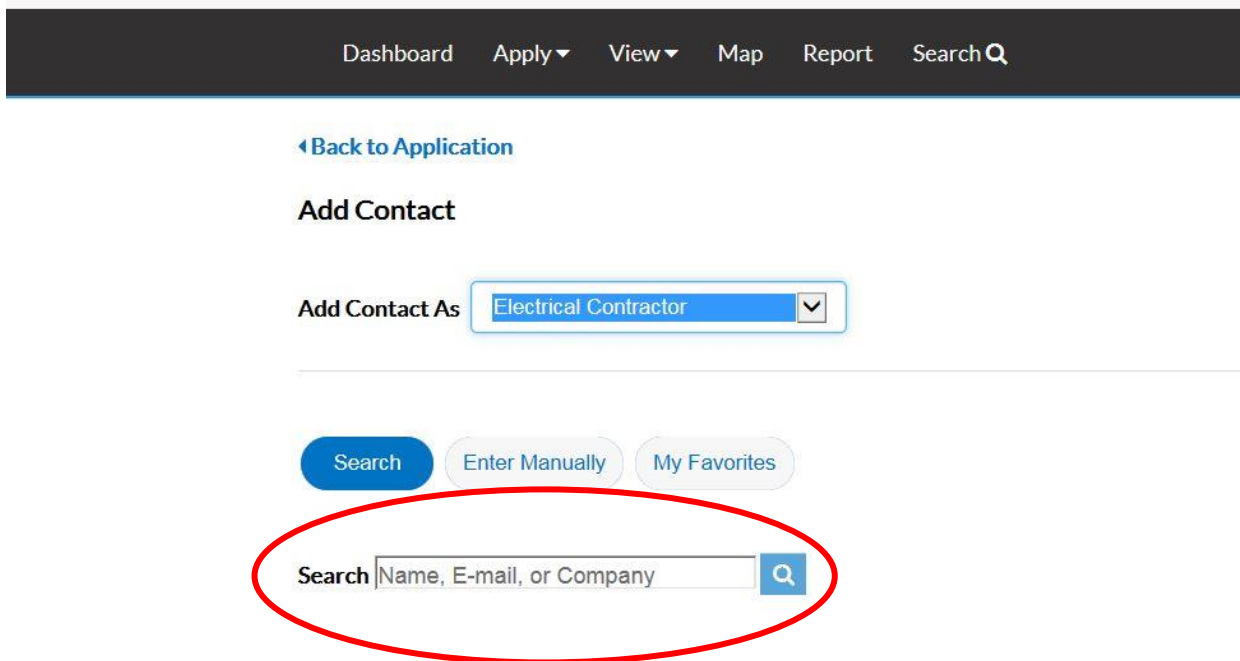 Dashboard Apply View Map Report Search
Back to Application
Add Contact
Add Contact As Electrical Contractor
Search Enter Manually My Favorites
Search Name, E-mail, or Company